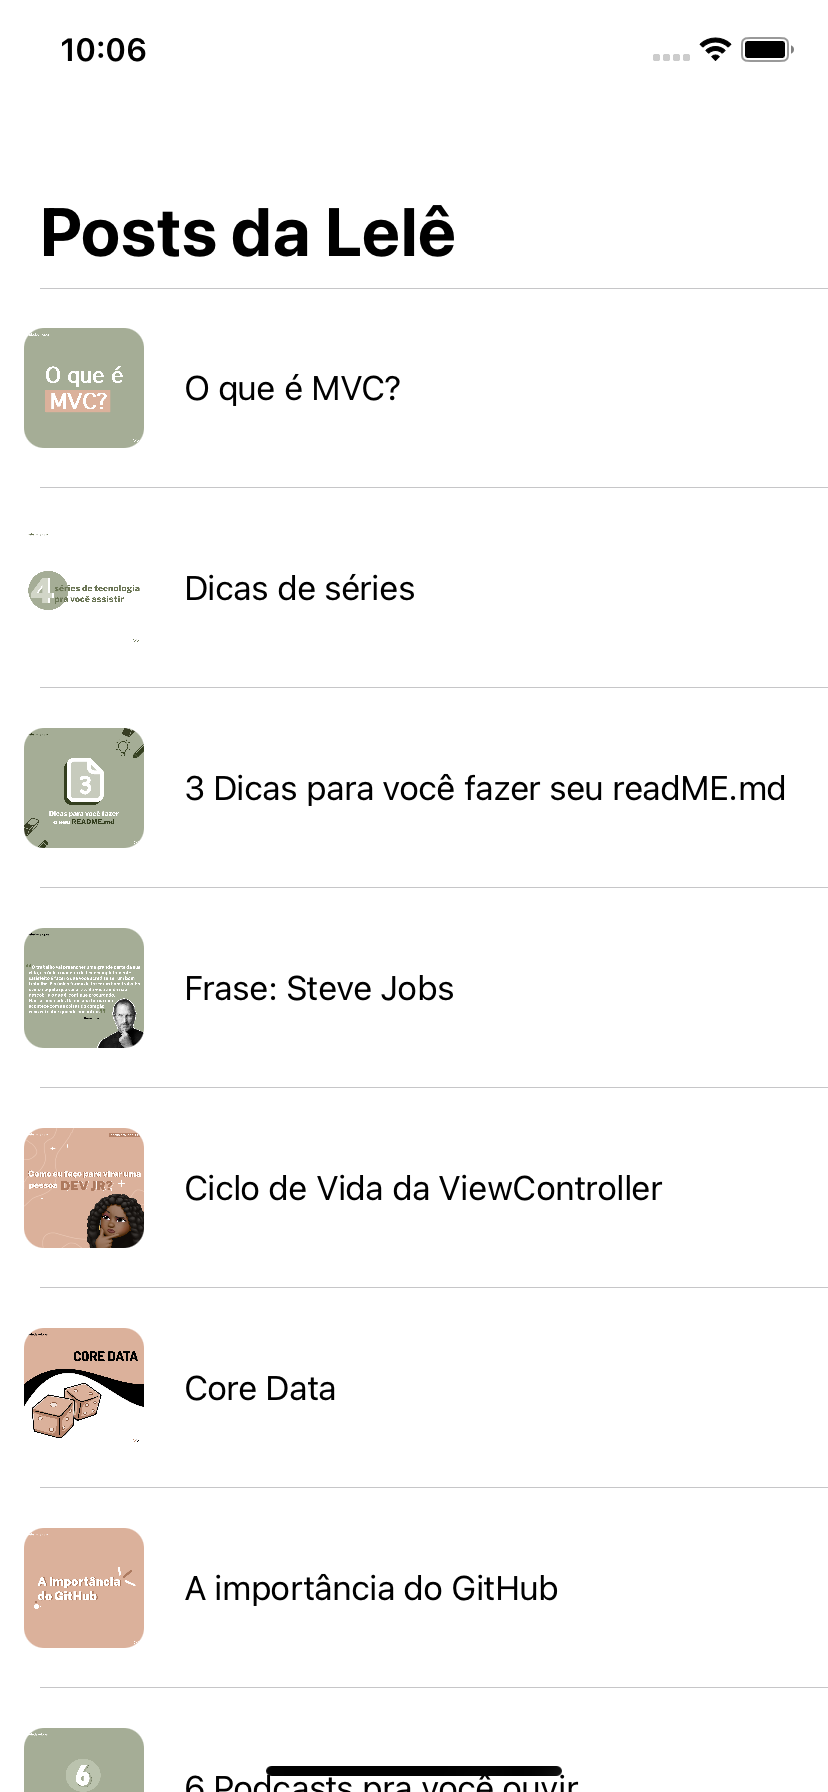 10:06
Posts da Lelê
O que é
MVC?
O que é MVC?
4 séries de tecnologia
pra você assistir
Dicas de séries
3
Dicas para você fazer
o seu README.md
3 Dicas para você fazer seu readME.md
Frase: Steve Jobs
Como eu faço para virar uma
pessoa DEV JR?
Ciclo de Vida da ViewController
CORE DATA
Core Data
A Importância
do GitHub
A importância do GitHub
6
6 Podcasts pra você ouvir